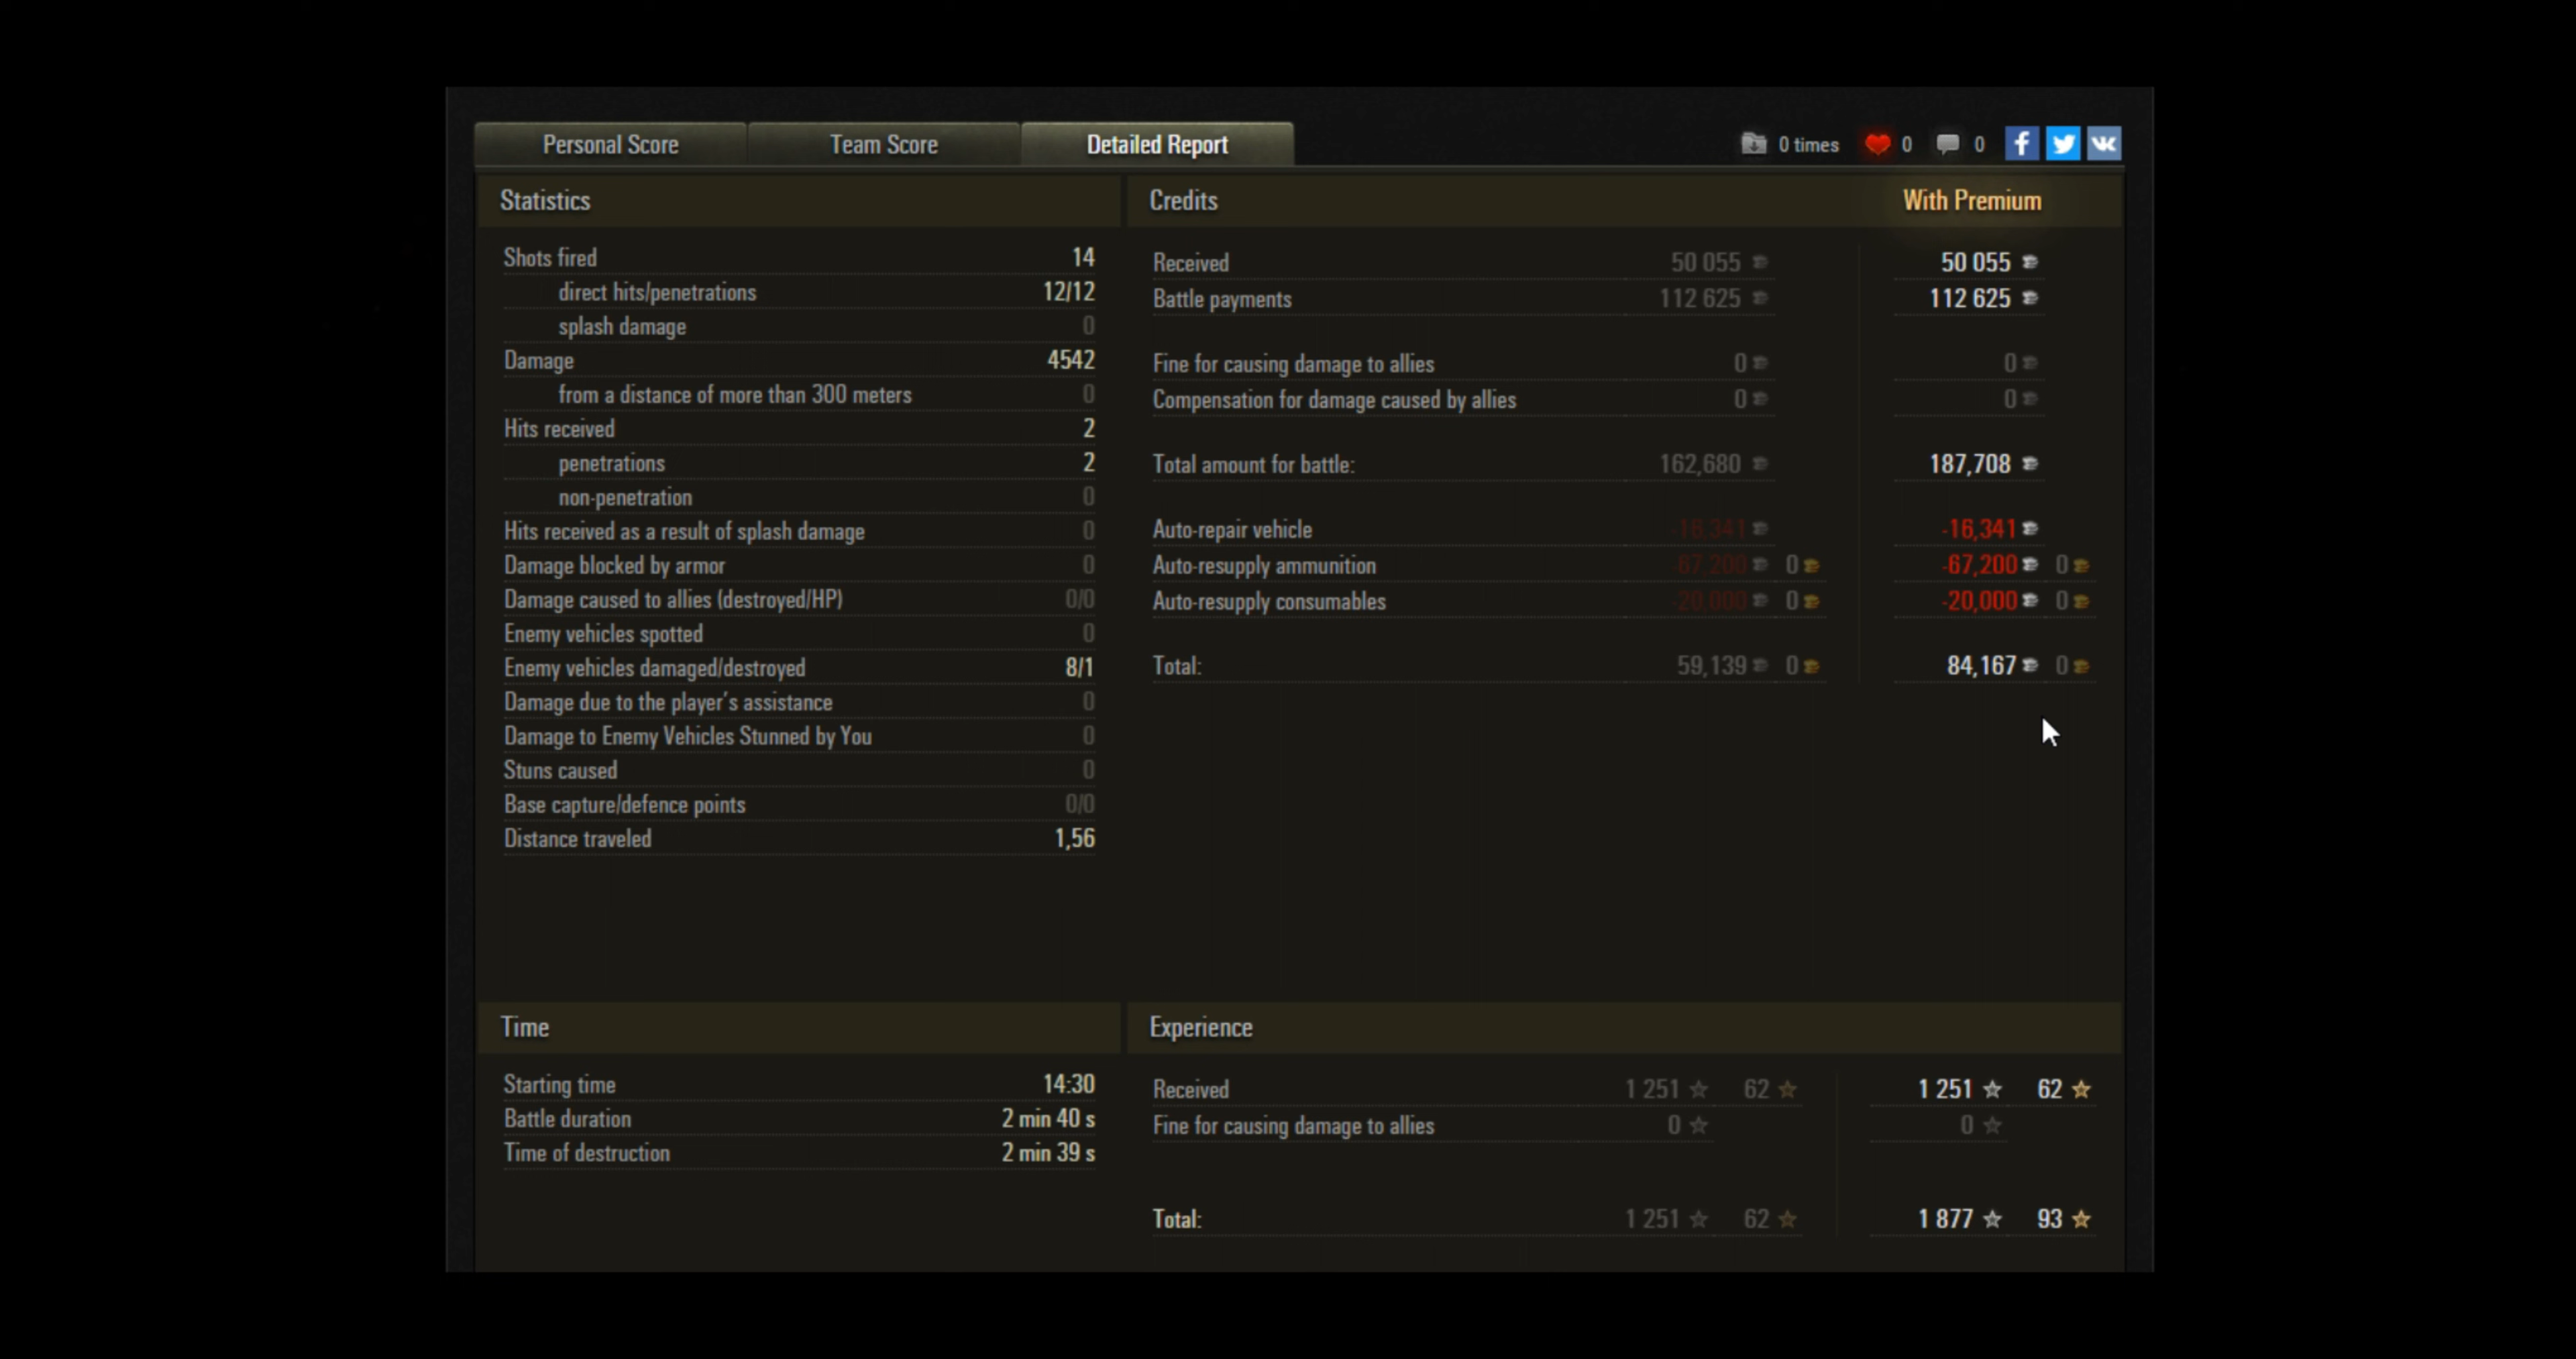 Personal Score Team Score Detailed Report 0 times 0 0
Statistics
Shots fired 14
direct hits/penetrations 12/12
splash damage 0
Damage 4542
from a distance of more than 300 meters 0
Hits received 2
penetrations 2
non-penetration 0
Hits received as a result of splash damage 0
Damage blocked by armor 0
Damage caused to allies (destroyed/HP) 0/0
Enemy vehicles spotted 0
Enemy vehicles damaged/destroyed 8/1
Damage due to the player's assistance 0
Damage to Enemy Vehicles Stunned by You 0
Stuns caused 0
Base capture/defence points 0/0
Distance traveled 1,56
Credits With Premium
Received 50 055 50 055
Battle payments 112 625 112 625
Fine for causing damage to allies 0 0
Compensation for damage caused by allies 0 0
Total amount for battle: 162,680 187,708
Auto-repair vehicle -16,341 -16,341
Auto-resupply ammunition -67,200 0 -67,200 0
Auto-resupply consumables -20,000 0 -20,000 0
Total: 59,139 0 84,167 0
Time
Starting time 14:30
Battle duration 2 min 40 s
Time of destruction 2 min 39 s
Experience
Received 1 251 62 1 251 62
Fine for causing damage to allies 0 0
Total: 1 251 62 1 877 93